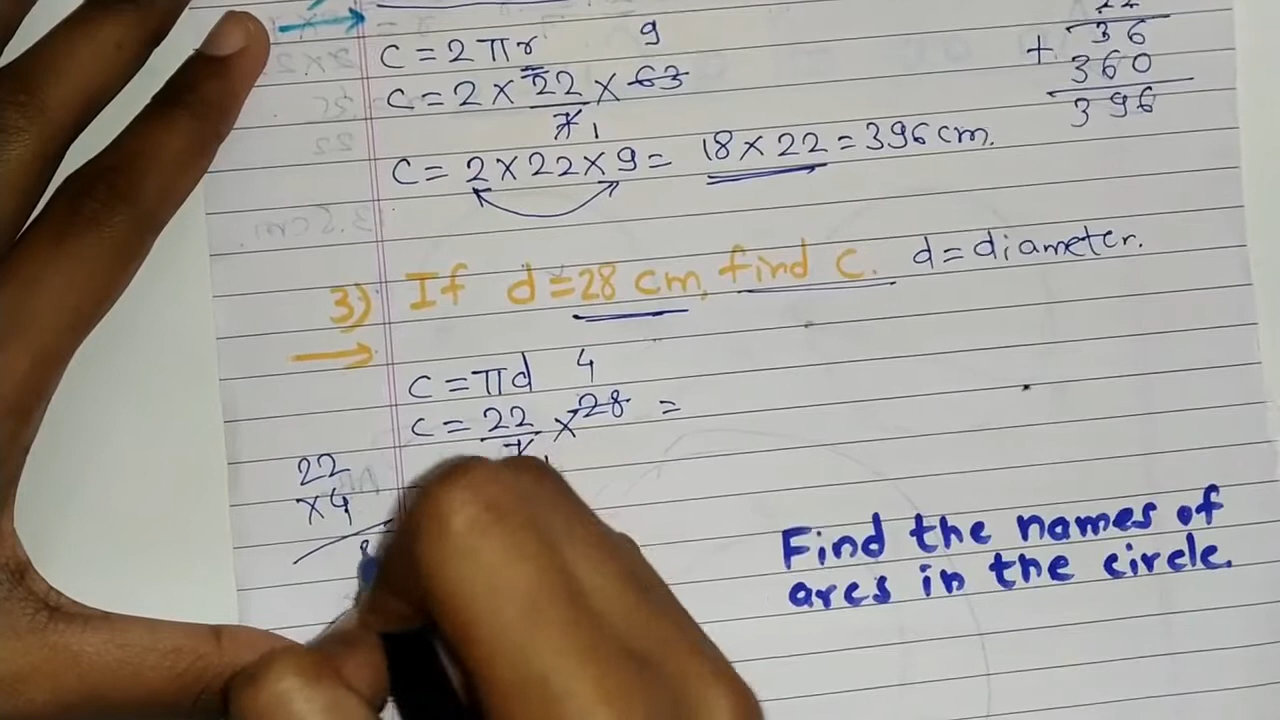 C = 2πr 9
C = 2 × 22/7 × 63
1
C = 2 × 22 × 9 = 18 × 22 = 396 cm.
36
+ 360
396
3) If d = 28 cm, find C. d = diameter.
C = πd 4
C = 22/7 × 28 =
1
22
× 4
8
Find the names of
arcs in the circle.